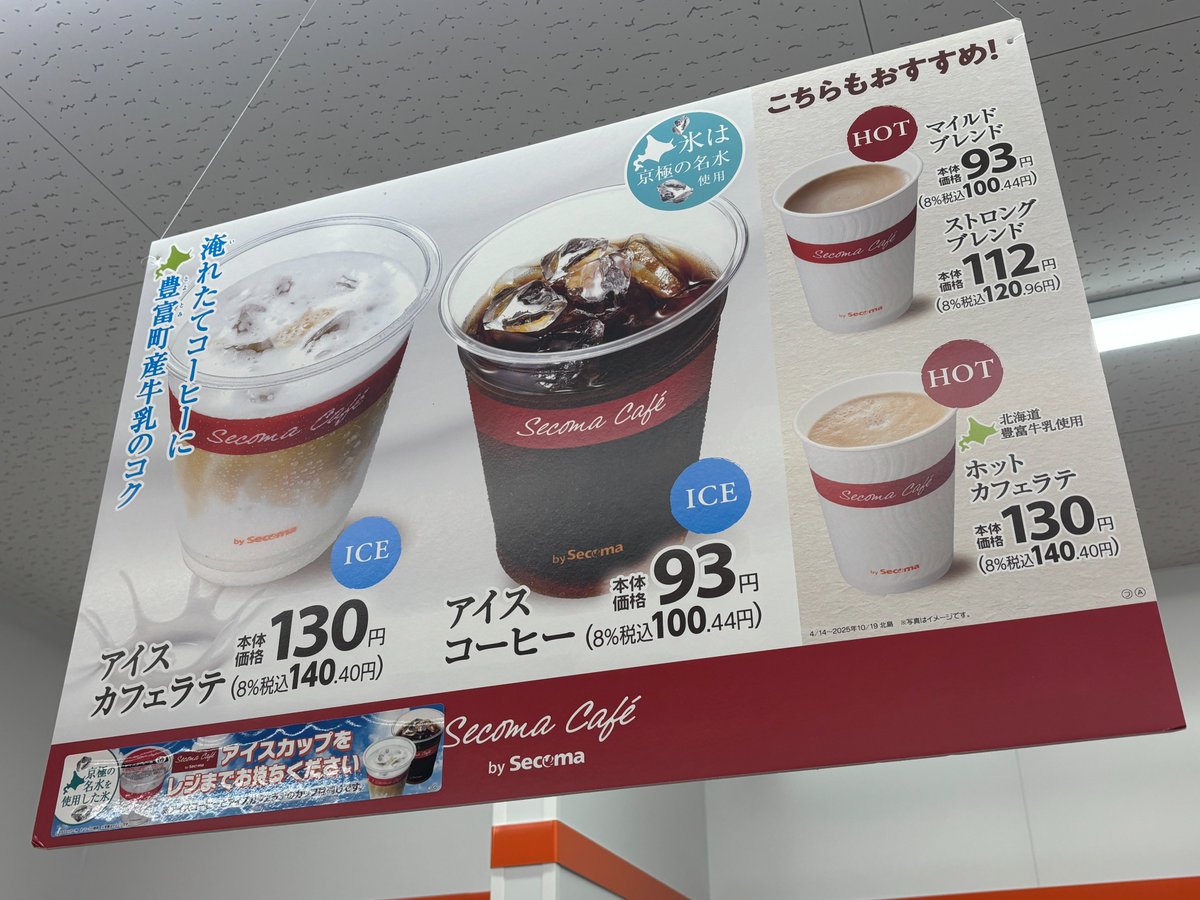 こちらもおすすめ!
氷は
京極の名水
使用
淹れたてコーヒーに
い
豊富町産牛乳のコク
とよとみ
Secoma Café
by Secoma
ICE
アイス
カフェラテ
本体
価格
130円
(8%税込140.40円)
Secoma Café
by Secoma
ICE
アイス
コーヒー
本体
価格
93円
(8%税込100.44円)
HOT
マイルド
ブレンド
本体
価格
93円
(8%税込100.44円)
ストロング
ブレンド
本体
価格
112円
(8%税込120.96円)
Secoma Café
by Secoma
HOT
北海道
豊富牛乳使用
ホット
カフェラテ
本体
価格
130円
(8%税込140.40円)
Secoma Café
by Secoma
フ A
4/14~2025年10/19 北島 ※写真はイメージです。
Secoma Café
by Secoma
京極の
名水を
使用した氷
Secoma Café
アイスカップを
レジまでお持ちください